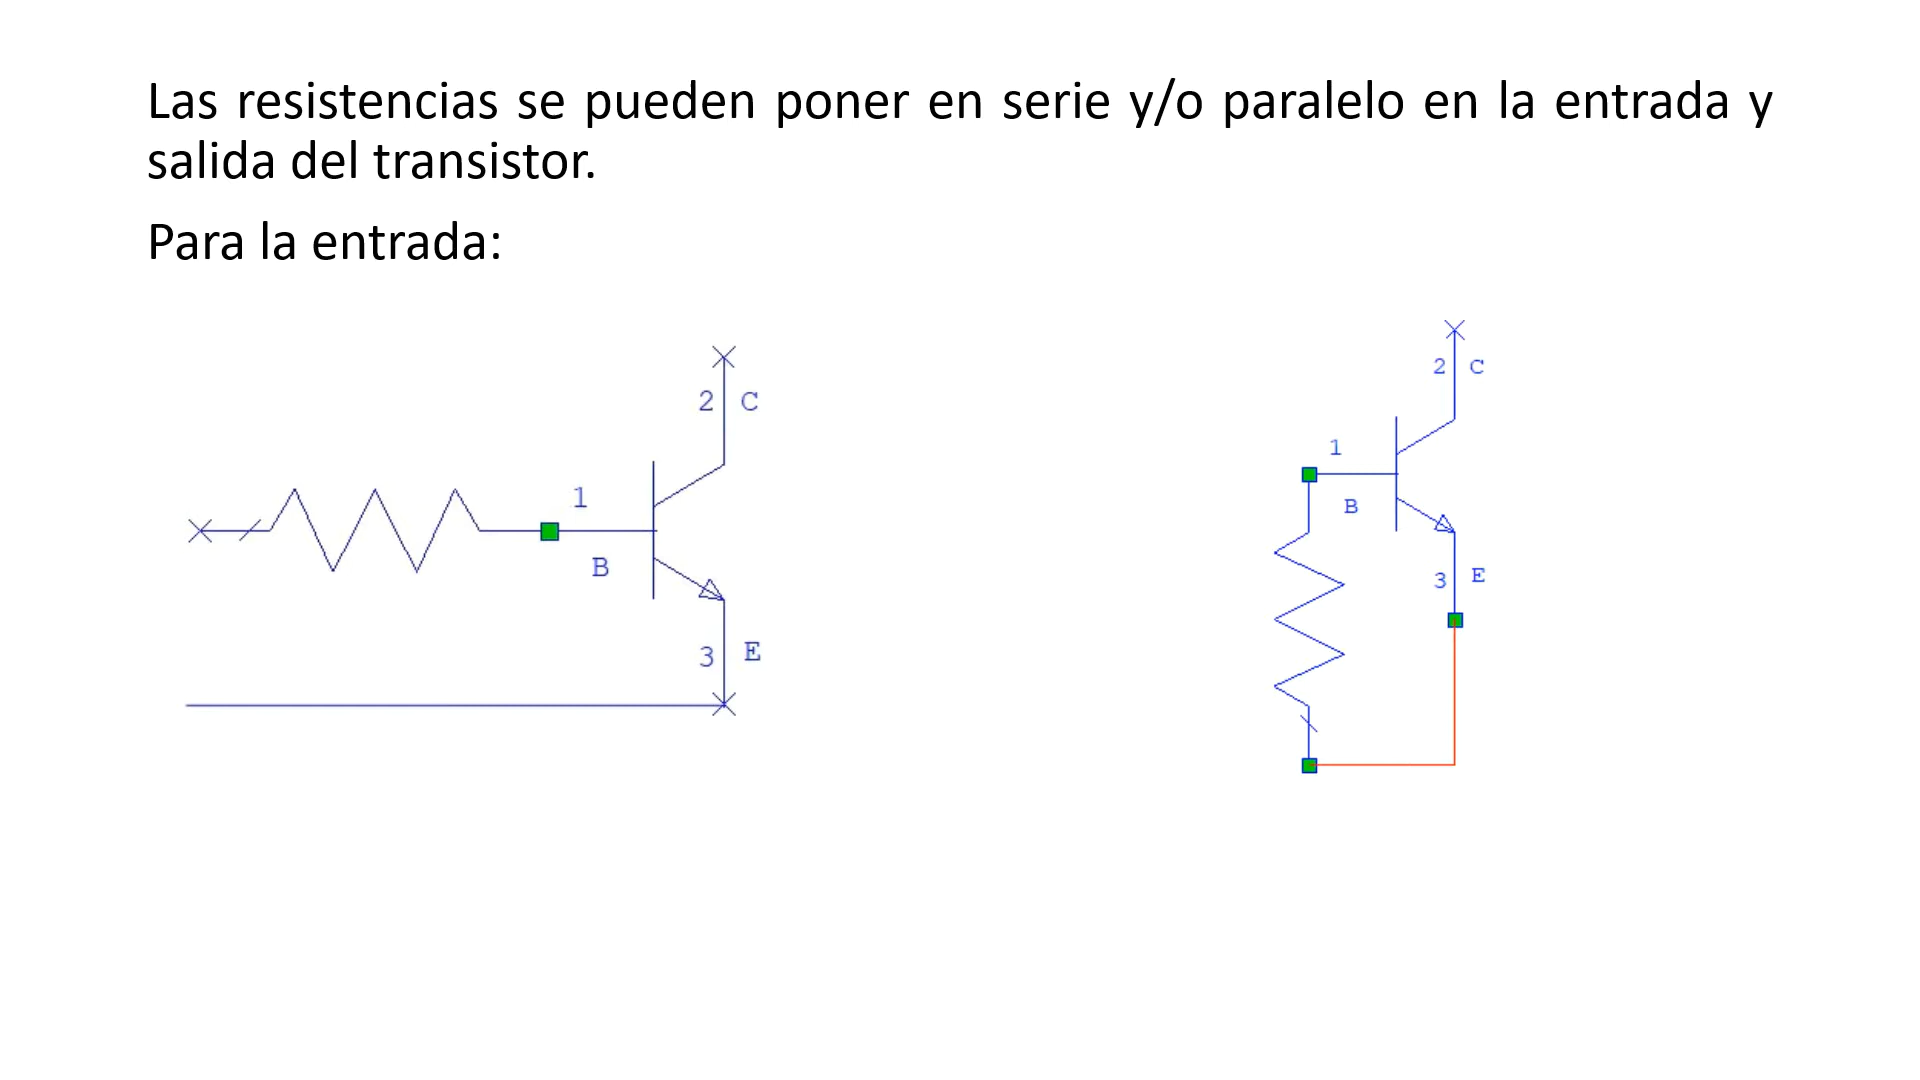 Las resistencias se pueden poner en serie y/o paralelo en la entrada y
salida del transistor.
Para la entrada:
2 C
1
B
3 E
2 C
1
B
3 E